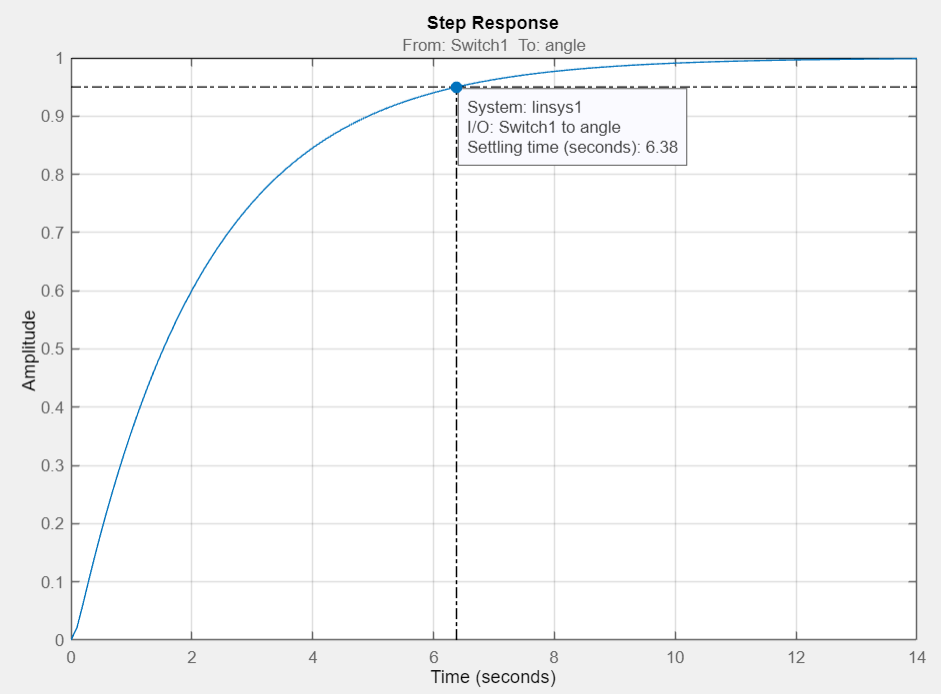 Step Response
From: Switch1  To: angle
1
0.9
0.8
0.7
0.6
0.5
0.4
0.3
0.2
0.1
0
Amplitude
System: linsys1
I/O: Switch1 to angle
Settling time (seconds): 6.38
0 2 4 6 8 10 12 14
Time (seconds)